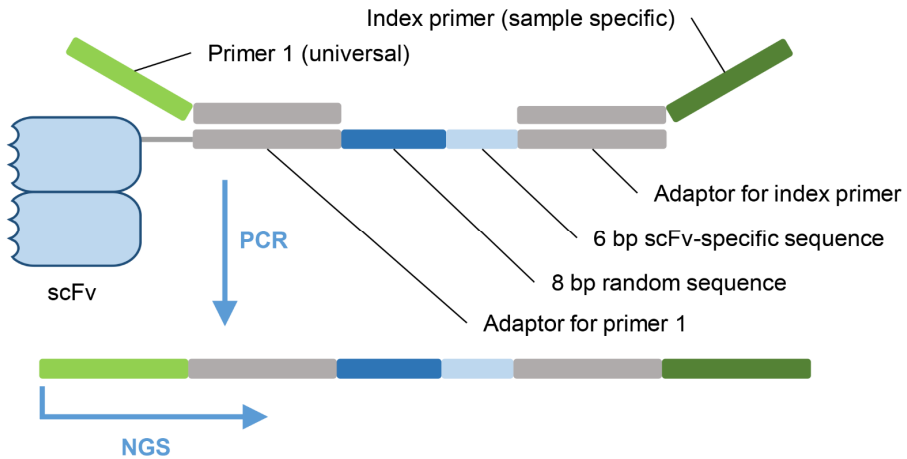 Index primer (sample specific)
Primer 1 (universal)
Adaptor for index primer
PCR
6 bp scFv-specific sequence
8 bp random sequence
scFv
Adaptor for primer 1
NGS